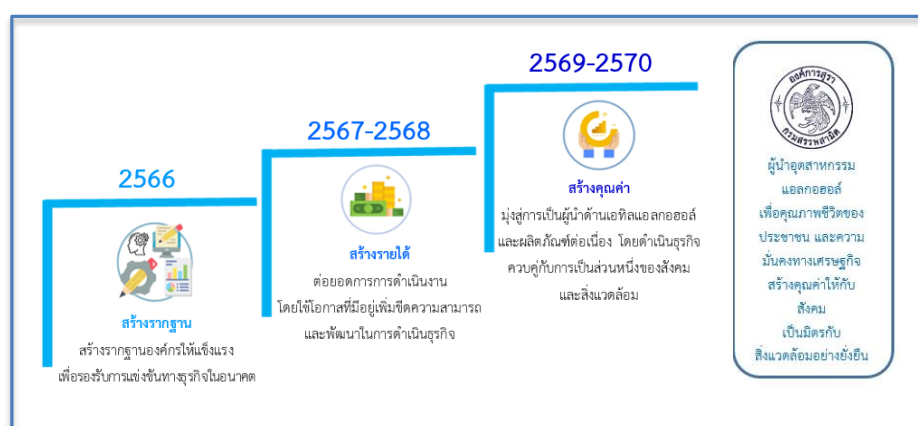 2566
สร้างรากฐาน
สร้างรากฐานองค์กรให้แข็งแรง
เพื่อรองรับการแข่งขันทางธุรกิจในอนาคต
2567-2568
สร้างรายได้
ต่อยอดการการดำเนินงาน
โดยใช้โอกาสที่มีอยู่เพิ่มขีดความสามารถ
และพัฒนาในการดำเนินธุรกิจ
2569-2570
สร้างคุณค่า
มุ่งสู่การเป็นผู้นำด้านเอทิลแอลกอฮอล์
และผลิตภัณฑ์ต่อเนื่อง โดยดำเนินธุรกิจ
ควบคู่กับการเป็นส่วนหนึ่งของสังคม
และสิ่งแวดล้อม
องค์การสุรา
กรมสรรพสามิต
ผู้นำอุตสาหกรรม
แอลกอฮอล์
เพื่อคุณภาพชีวิตของ
ประชาชน และความ
มั่นคงทางเศรษฐกิจ
สร้างคุณค่าให้กับ
สังคม
เป็นมิตรกับ
สิ่งแวดล้อมอย่างยั่งยืน